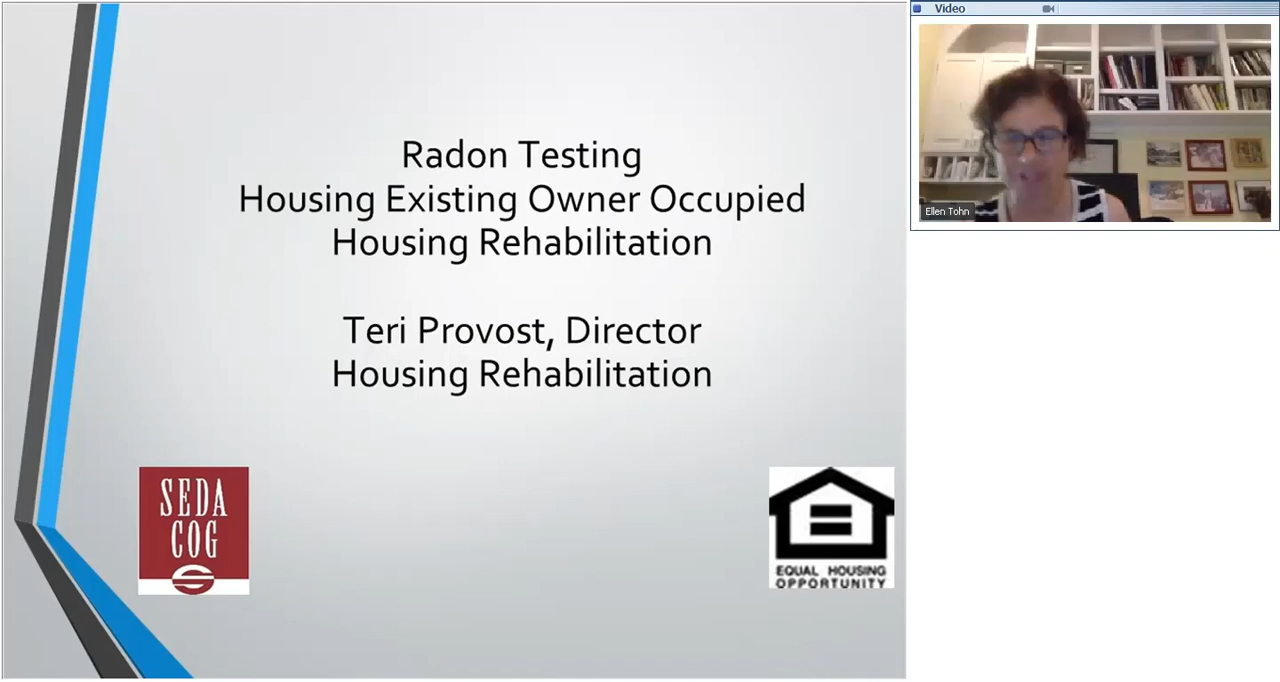 Radon Testing
Housing Existing Owner Occupied
Housing Rehabilitation
Teri Provost, Director
Housing Rehabilitation
SEDA
COG
EQUAL HOUSING
OPPORTUNITY
Video
Ellen Tohn